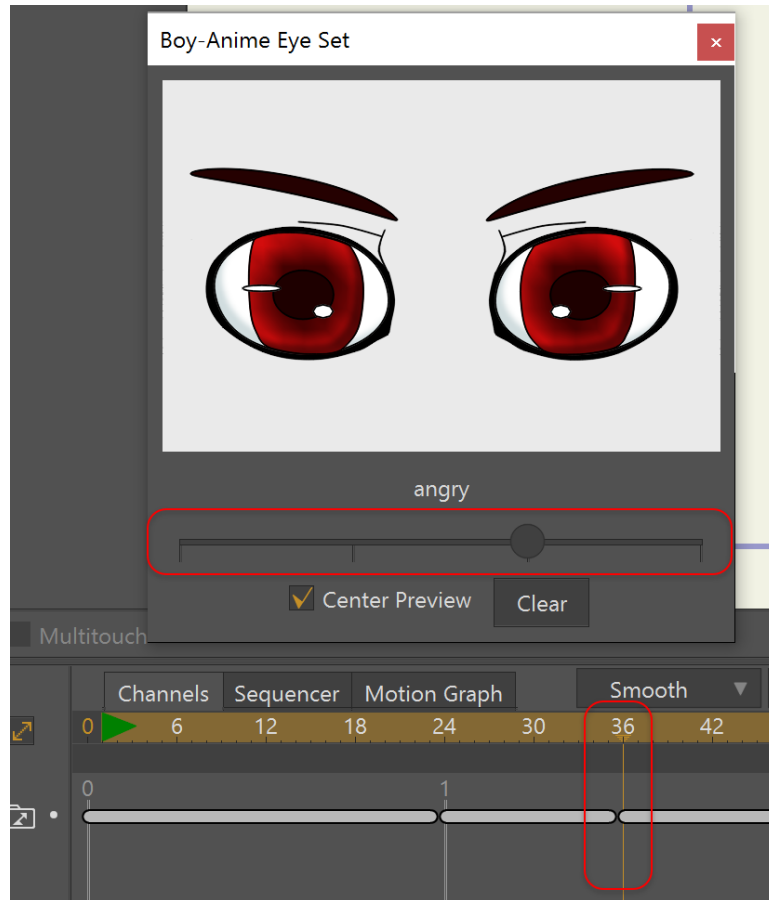 Boy-Anime Eye Set
angry
Center Preview Clear
Multitouch
Channels Sequencer Motion Graph Smooth
0 6 12 18 24 30 36 42
0 1